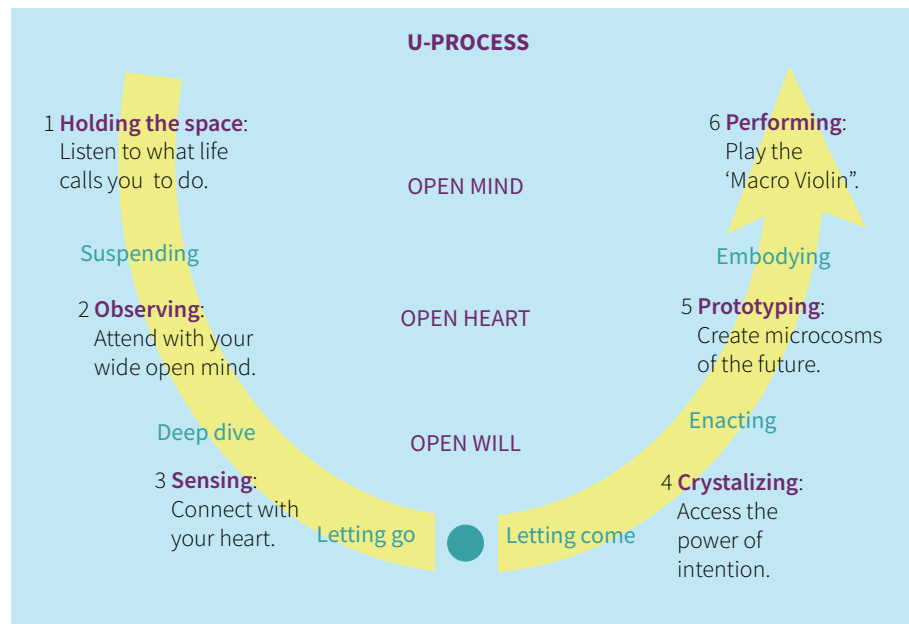 U-PROCESS
1 Holding the space:
Listen to what life
calls you to do.
Suspending
2 Observing:
Attend with your
wide open mind.
Deep dive
3 Sensing:
Connect with
your heart.
Letting go
OPEN MIND
OPEN HEART
OPEN WILL
Letting come
4 Crystalizing:
Access the
power of
intention.
Enacting
5 Prototyping:
Create microcosms
of the future.
Embodying
6 Performing:
Play the
‘Macro Violin”.